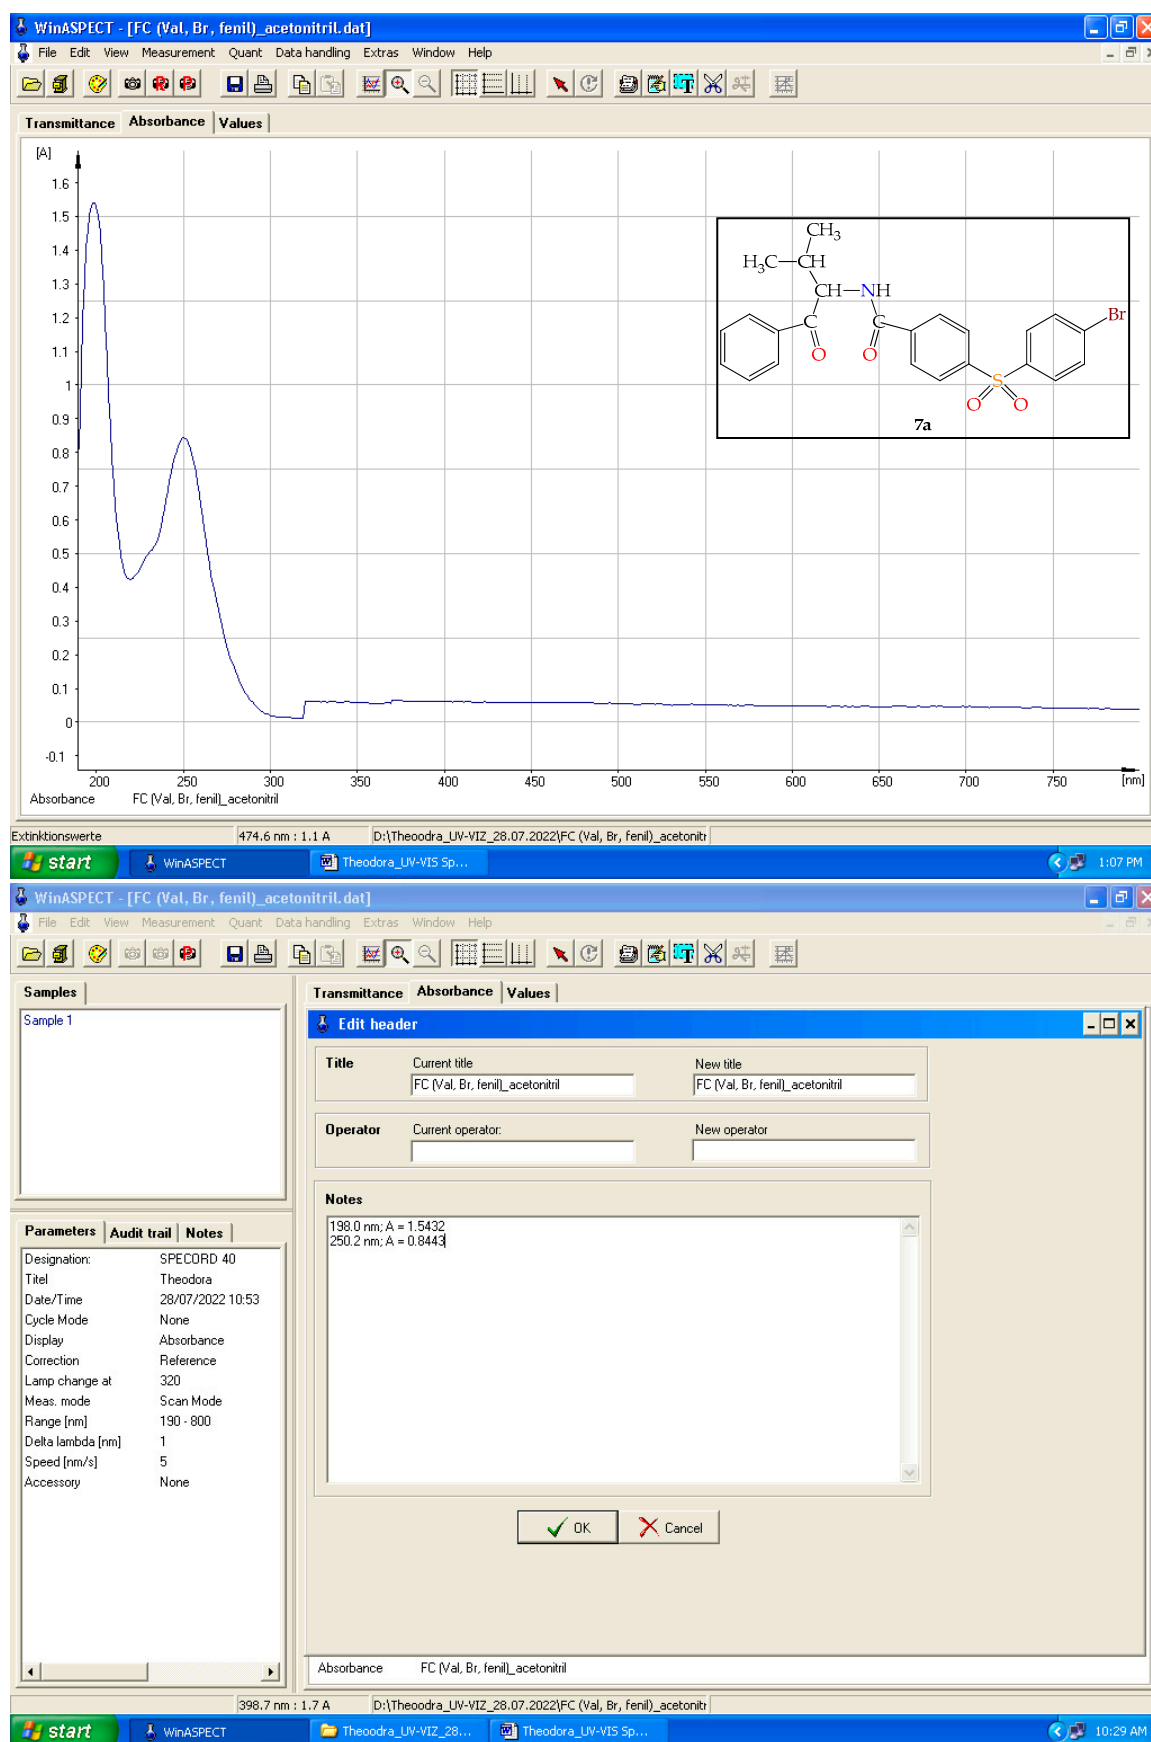 WinASPECT - [FC (Val, Br, fenil)_acetonitril.dat]
File Edit View Measurement Quant Data handling Extras Window Help
Transmittance Absorbance Values
[A]
1.6
1.5
1.4
1.3
1.2
1.1
1
0.9
0.8
0.7
0.6
0.5
0.4
0.3
0.2
0.1
0
-0.1
CH3
H3C CH
CH NH
Br
C C
O O
S
O O
7a
200 250 300 350 400 450 500 550 600 650 700 750 [nm]
Absorbance FC (Val, Br, fenil)_acetonitril
Extinktionswerte 474.6 nm : 1.1 A D:\Theoodra_UV-VIZ_28.07.2022\FC (Val, Br, fenil)_acetonitr
start WinASPECT Theodora_UV-VIS Sp... 1:07 PM
WinASPECT - [FC (Val, Br, fenil)_acetonitril.dat]
File Edit View Measurement Quant Data handling Extras Window Help
Samples
Sample 1
Transmittance Absorbance Values
Edit header
Title Current title New title
FC (Val, Br, fenil)_acetonitril FC (Val, Br, fenil)_acetonitril
Operator Current operator: New operator
Notes
198.0 nm; A = 1.5432
250.2 nm; A = 0.8443
OK Cancel
Parameters Audit trail Notes
Designation: SPECORD 40
Titel Theodora
Date/Time 28/07/2022 10:53
Cycle Mode None
Display Absorbance
Correction Reference
Lamp change at 320
Meas. mode Scan Mode
Range [nm] 190 - 800
Delta lambda [nm] 1
Speed [nm/s] 5
Accessory None
Absorbance FC (Val, Br, fenil)_acetonitril
398.7 nm : 1.7 A D:\Theoodra_UV-VIZ_28.07.2022\FC (Val, Br, fenil)_acetonitr
start WinASPECT Theoodra_UV-VIZ_28... Theodora_UV-VIS Sp... 10:29 AM